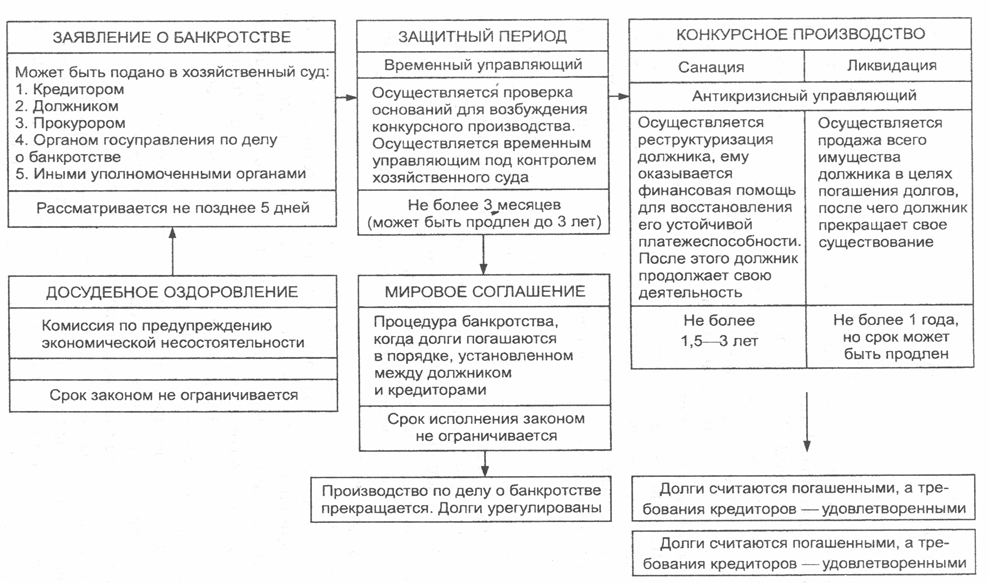 ЗАЯВЛЕНИЕ О БАНКРОТСТВЕ
Может быть подано в хозяйственный суд:
1. Кредитором
2. Должником
3. Прокурором
4. Органом госуправления по делу
о банкротстве
5. Иными уполномоченными органами
Рассматривается не позднее 5 дней
ДОСУДЕБНОЕ ОЗДОРОВЛЕНИЕ
Комиссия по предупреждению
экономической несостоятельности
Срок законом не ограничивается
ЗАЩИТНЫЙ ПЕРИОД
Временный управляющий
Осуществляется проверка
оснований для возбуждения
конкурсного производства.
Осуществляется временным
управляющим под контролем
хозяйственного суда
Не более 3 месяцев
(может быть продлен до 3 лет)
МИРОВОЕ СОГЛАШЕНИЕ
Процедура банкротства,
когда долги погашаются
в порядке, установленном
между должником
и кредиторами
Срок исполнения законом
не ограничивается
Производство по делу о банкротстве
прекращается. Долги урегулированы
КОНКУРСНОЕ ПРОИЗВОДСТВО
Санация
Ликвидация
Антикризисный управляющий
Осуществляется
реструктуризация
должника, ему
оказывается
финансовая помощь
для восстановления
его устойчивой
платежеспособности.
После этого должник
продолжает свою
деятельность
Осуществляется
продажа всего
имущества
должника в целях
погашения долгов,
после чего должник
прекращает свое
существование
Не более
1,5—3 лет
Не более 1 года,
но срок может
быть продлен
Долги считаются погашенными, а тре-
бования кредиторов — удовлетворенными
Долги считаются погашенными, а тре-
бования кредиторов — удовлетворенными